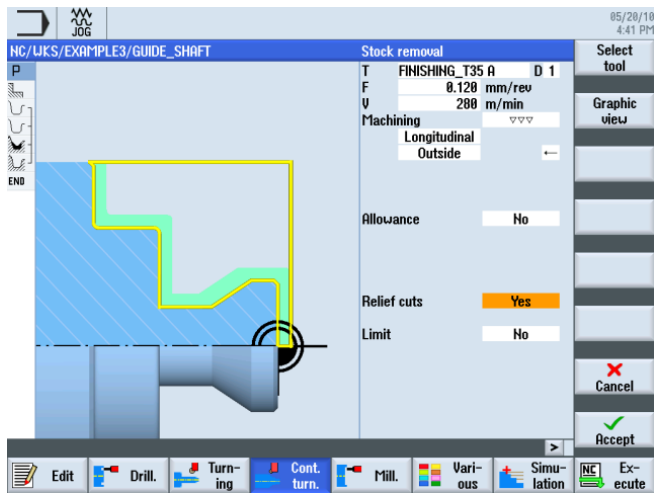 JOG
05/20/10
4:41 PM
NC/WKS/EXAMPLE3/GUIDE_SHAFT
Stock removal
Select
tool
P
END
T FINISHING_T35 A D 1
F 0.120 mm/rev
V 280 m/min
Machining ▽▽▽
Longitudinal
Outside ←
Graphic
view
Allowance No
Relief cuts Yes
Limit No
Cancel
Accept
>
Edit
Drill.
Turn-
ing
Cont.
turn.
Mill.
Vari-
ous
Simu-
lation
NC
Ex-
ecute